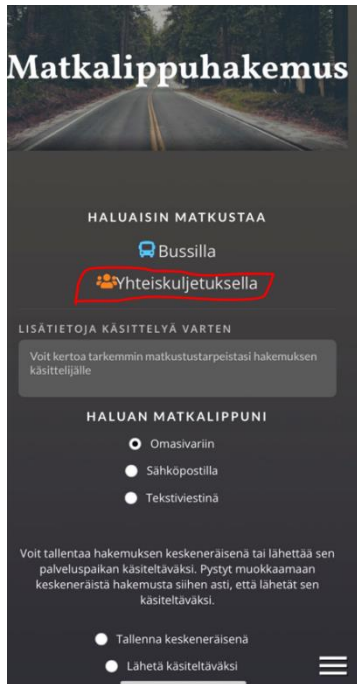 Matkalippuhakemus
HALUAISIN MATKUSTAA
Bussilla
Yhteiskuljetuksella
LISÄTIETOJA KÄSITTELYÄ VARTEN
Voit kertoa tarkemmin matkustustarpeistasi hakemuksen
käsittelijälle
HALUAN MATKALIPPUNI
Omasivariin
Sähköpostilla
Tekstiviestinä
Voit tallentaa hakemuksen keskeneräisenä tai lähettää sen
palveluspaikan käsiteltäväksi. Pystyt muokkaamaan
keskeneräistä hakemusta siihen asti, että lähetät sen
käsiteltäväksi.
Tallenna keskeneräisenä
Lähetä käsiteltäväksi